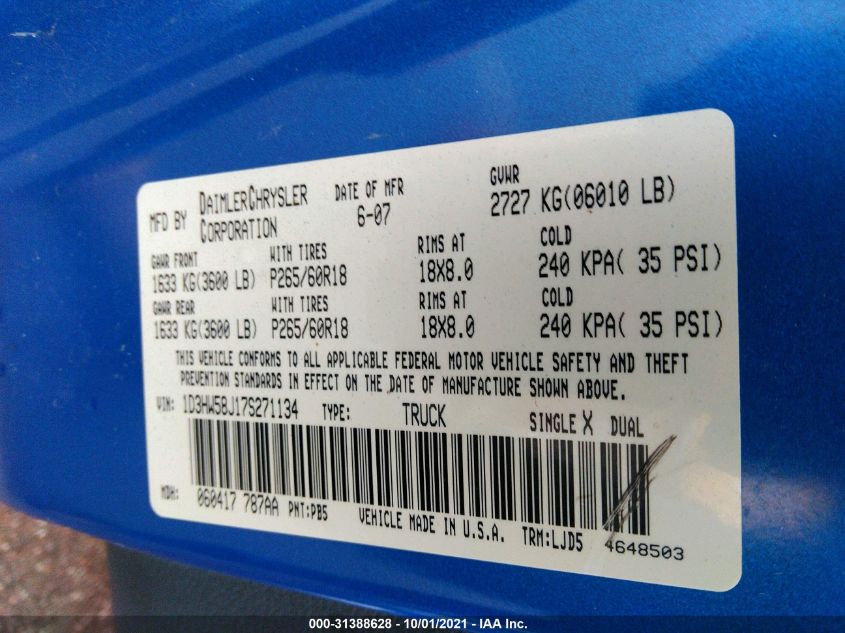 MFD BY DAIMLERCHRYSLER CORPORATION DATE OF MFR 6-07 GVWR 2727 KG(06010 LB)
GAWR FRONT WITH TIRES RIMS AT COLD
1633 KG(3600 LB) P265/60R18 18X8.0 240 KPA( 35 PSI)
GAWR REAR WITH TIRES RIMS AT COLD
1633 KG(3600 LB) P265/60R18 18X8.0 240 KPA( 35 PSI)
THIS VEHICLE CONFORMS TO ALL APPLICABLE FEDERAL MOTOR VEHICLE SAFETY AND THEFT
PREVENTION STANDARDS IN EFFECT ON THE DATE OF MANUFACTURE SHOWN ABOVE.
VIN: 1D3HW58J17S271134 TYPE: TRUCK SINGLE X DUAL
MDH: 060417 787AA PNT:PB5 VEHICLE MADE IN U.S.A. TRM:LJD5 4648503
000-31388628 - 10/01/2021 - IAA Inc.